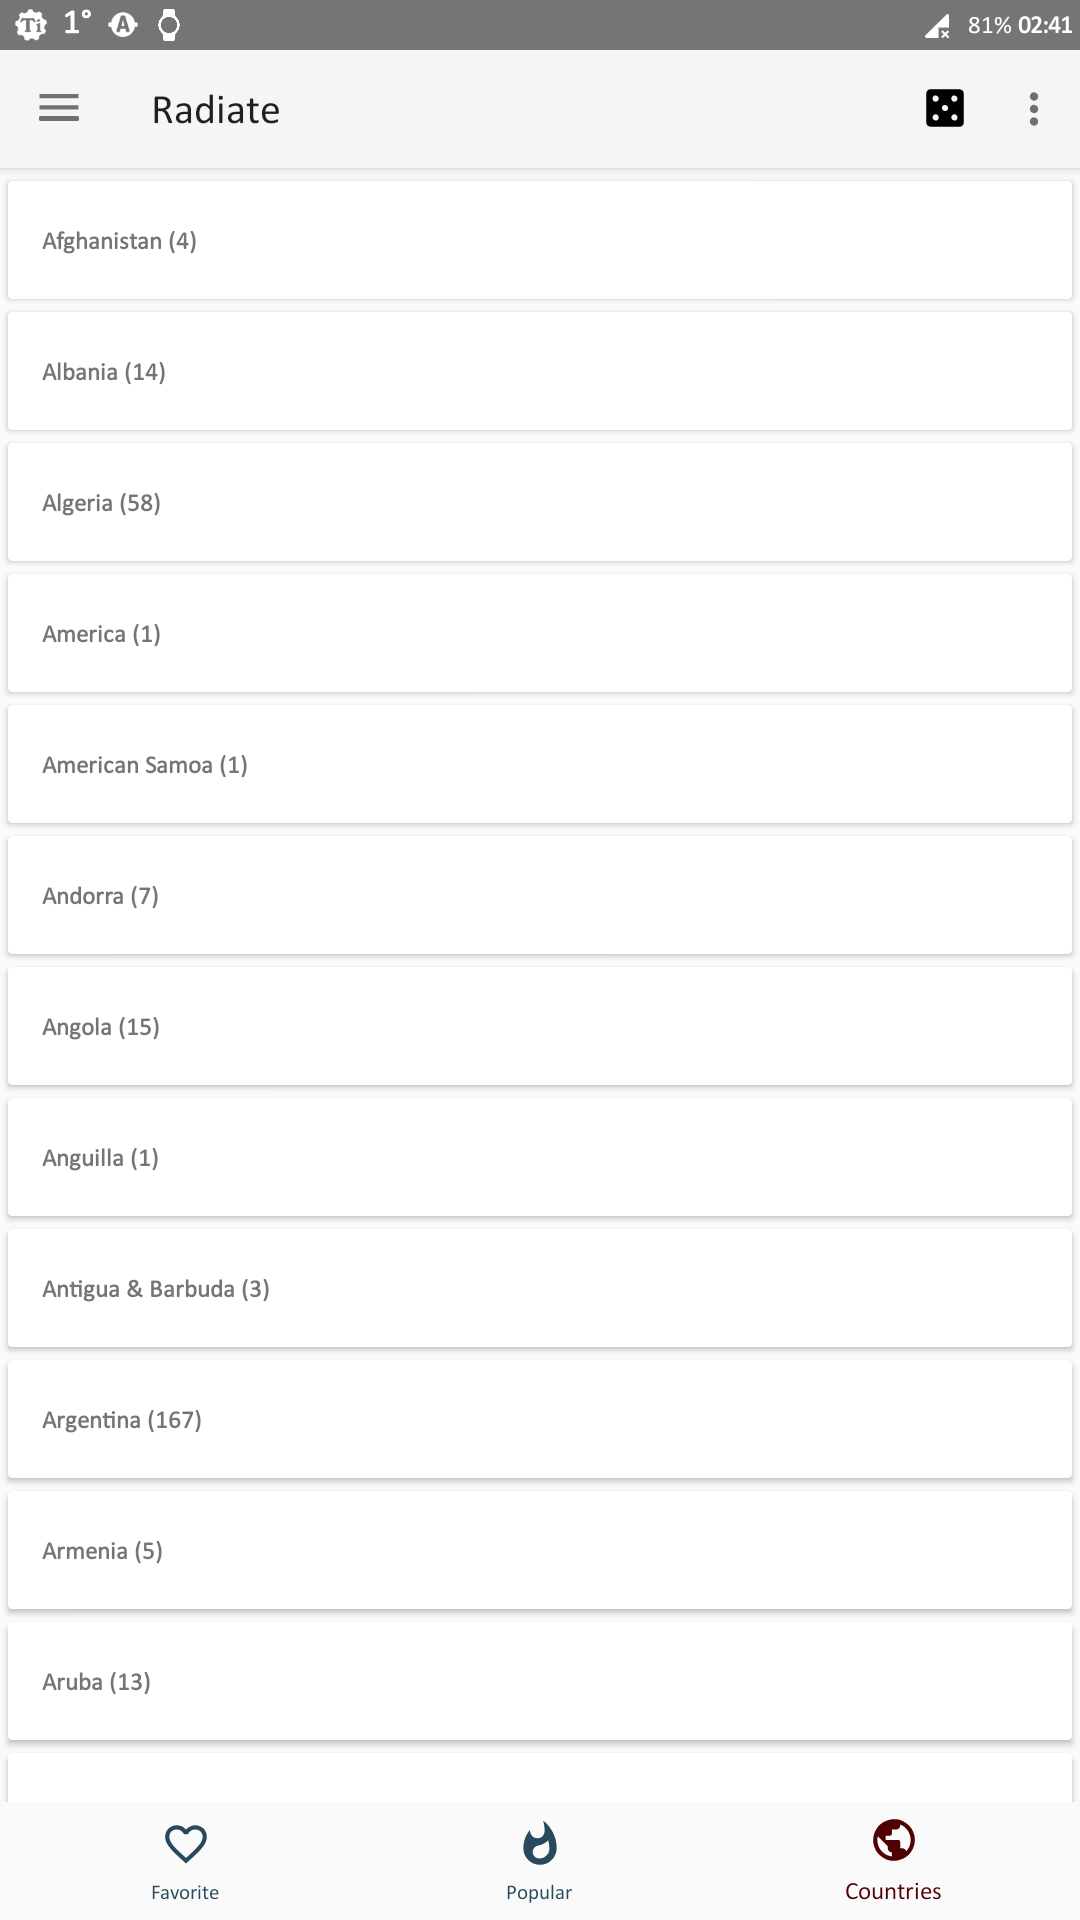 Ti 1° A 81% 02:41
Radiate
Afghanistan (4)
Albania (14)
Algeria (58)
America (1)
American Samoa (1)
Andorra (7)
Angola (15)
Anguilla (1)
Antigua & Barbuda (3)
Argentina (167)
Armenia (5)
Aruba (13)
Favorite Popular Countries